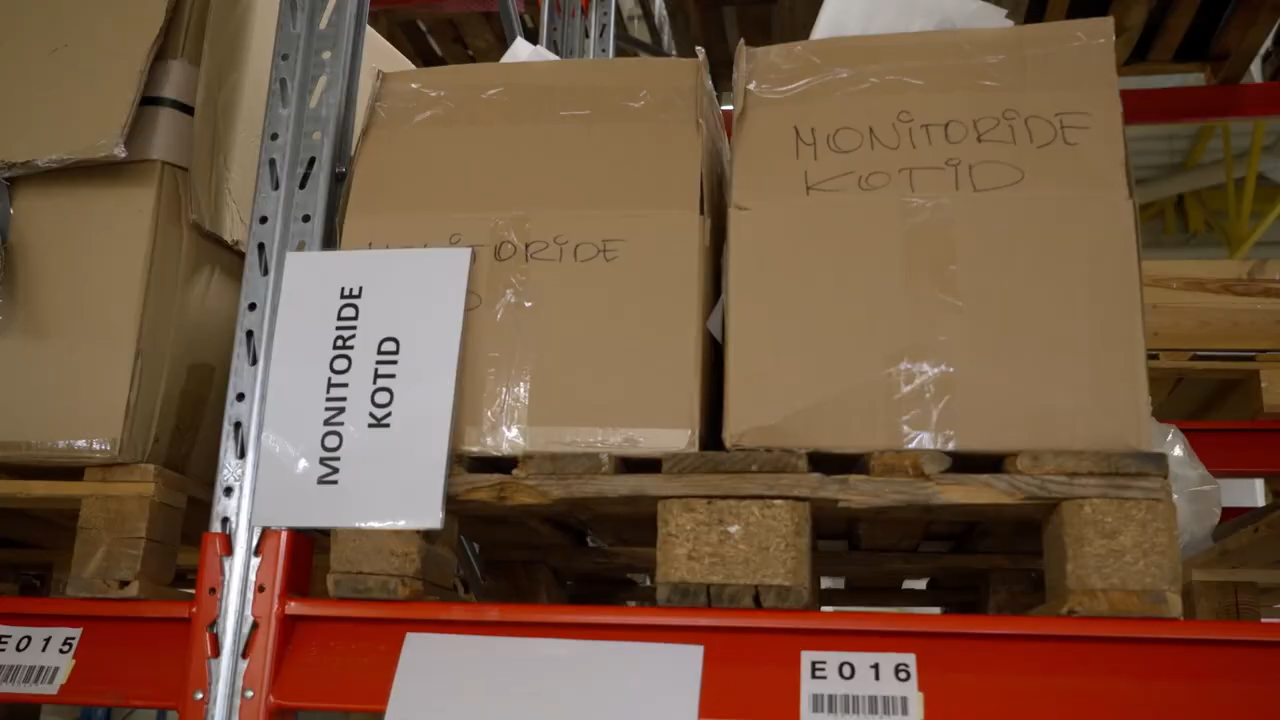 MONiTORiDE
KOTiD
MONITORIDE
KOTID
E015
E016